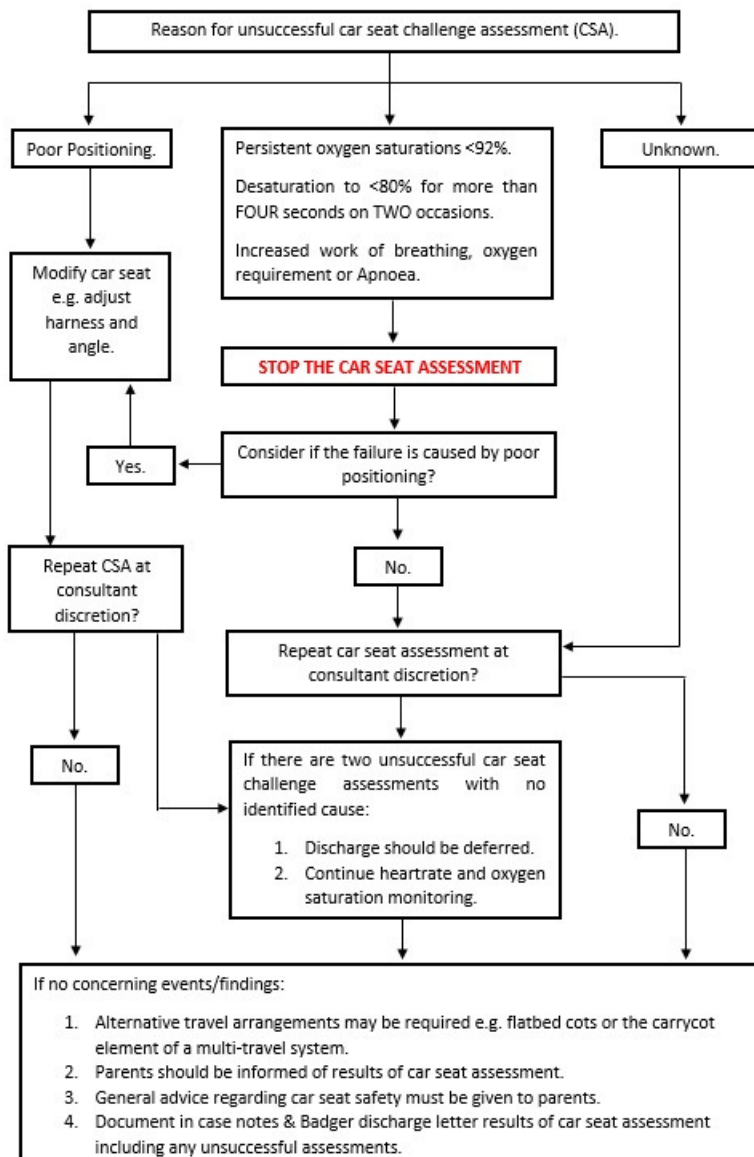 Reason for unsuccessful car seat challenge assessment (CSA).
Poor Positioning.
Persistent oxygen saturations <92%.
Desaturation to <80% for more than
FOUR seconds on TWO occasions.
Increased work of breathing, oxygen
requirement or Apnoea.
Unknown.
Modify car seat
e.g. adjust
harness and
angle.
STOP THE CAR SEAT ASSESSMENT
Yes.
Consider if the failure is caused by poor
positioning?
No.
Repeat CSA at
consultant
discretion?
Repeat car seat assessment at
consultant discretion?
No.
If there are two unsuccessful car seat
challenge assessments with no
identified cause:
1. Discharge should be deferred.
2. Continue heartrate and oxygen
saturation monitoring.
No.
If no concerning events/findings:
1. Alternative travel arrangements may be required e.g. flatbed cots or the carrycot
element of a multi-travel system.
2. Parents should be informed of results of car seat assessment.
3. General advice regarding car seat safety must be given to parents.
4. Document in case notes & Badger discharge letter results of car seat assessment
including any unsuccessful assessments.